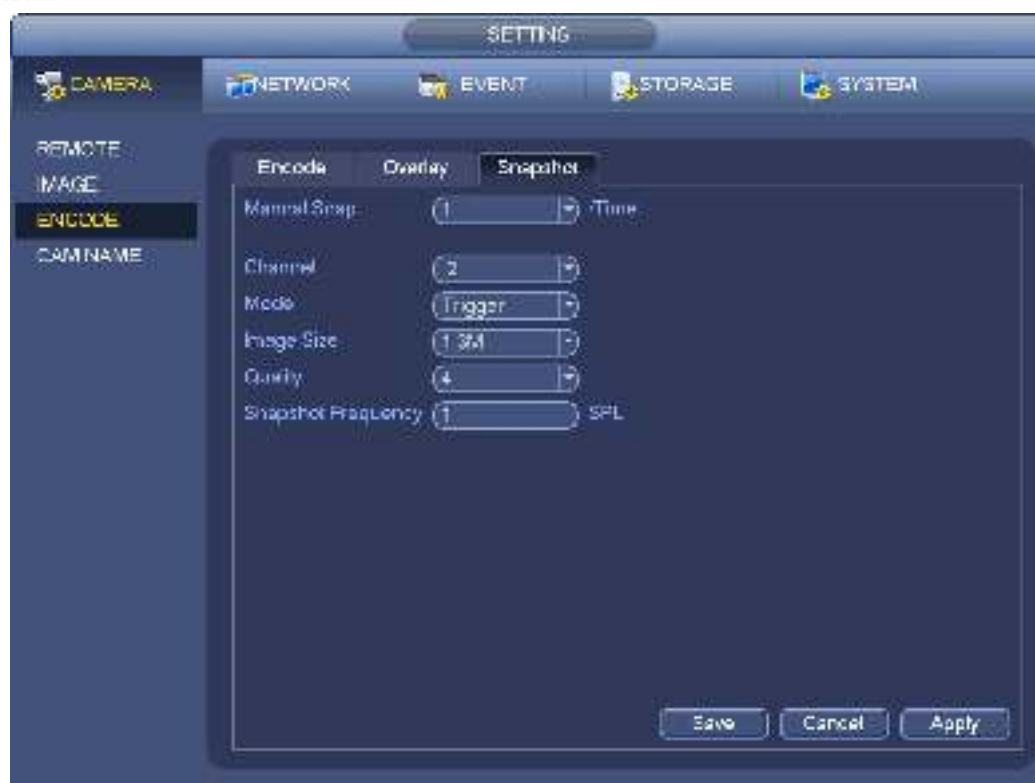 SETTING
CAMERA NETWORK EVENT STORAGE SYSTEM
REMOTE
IMAGE
ENCODE
CAM NAME
Encode Overlay Snapshot
Manual Snap 1 /Time
Channel 2
Mode Trigger
Image Size 1.3M
Quality 4
Snapshot Frequency 1 SPL
Save Cancel Apply